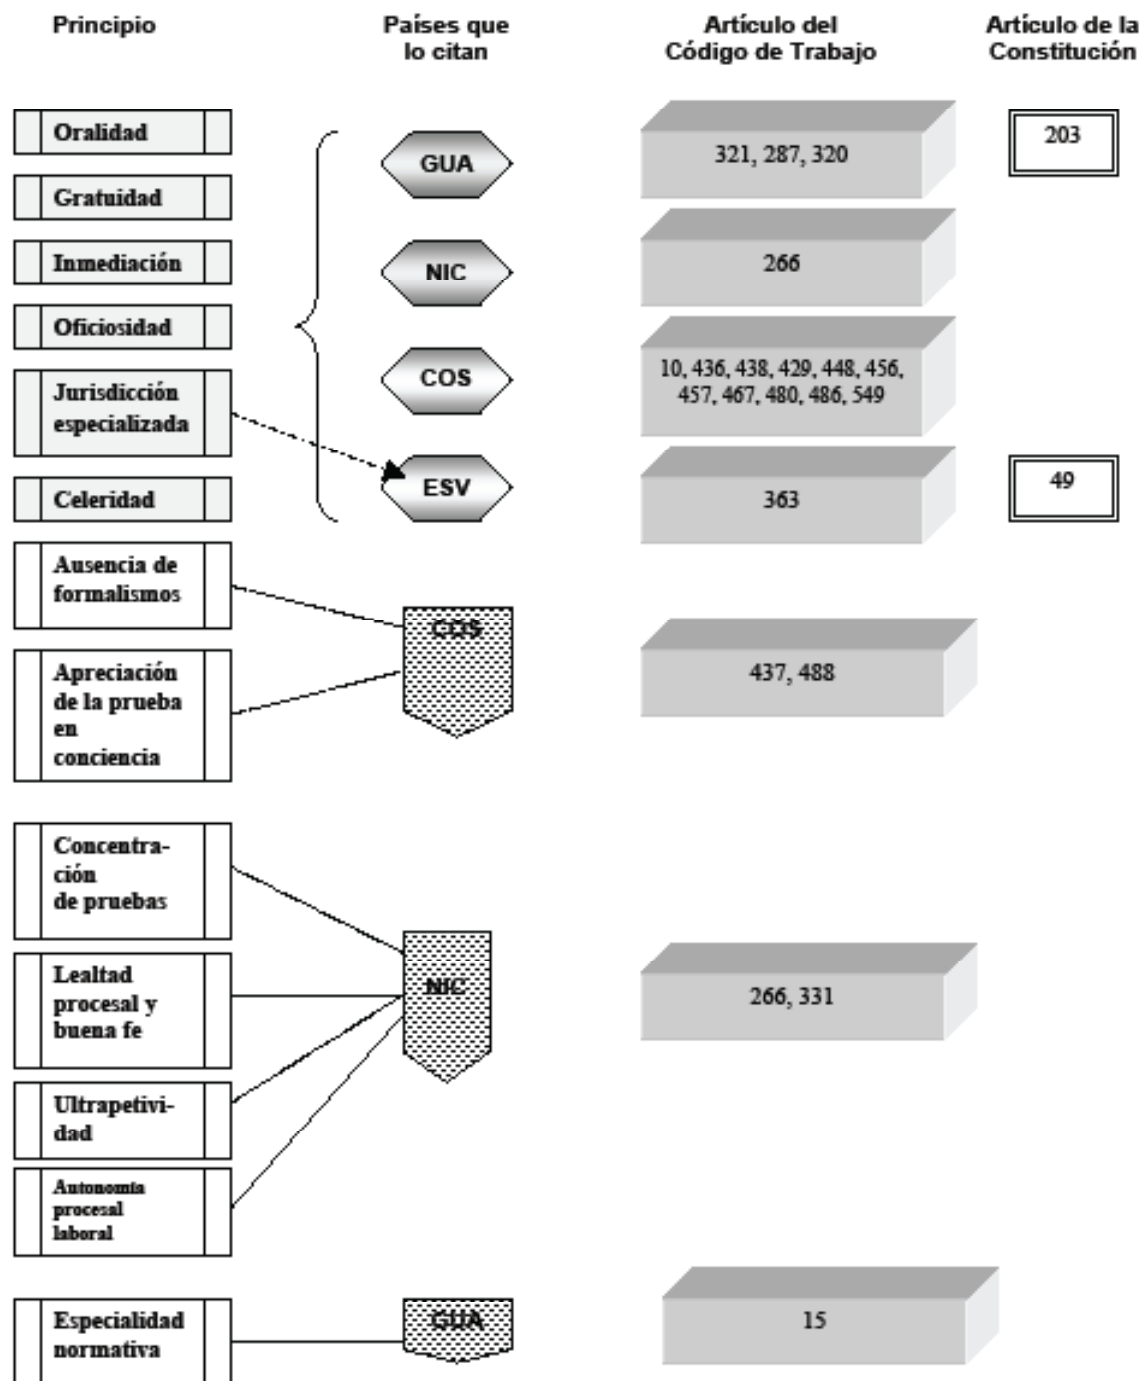 Principio
Países que
lo citan
Artículo del
Código de Trabajo
Artículo de la
Constitución
Oralidad
Gratuidad
Inmediación
Oficiosidad
Jurisdicción
especializada
Celeridad
GUA
321, 287, 320
203
NIC
266
COS
10, 436, 438, 429, 448, 456,
457, 467, 480, 486, 549
ESV
363
49
Ausencia de
formalismos
Apreciación
de la prueba
en
conciencia
COS
437, 488
Concentra-
ción
de pruebas
Lealtad
procesal y
buena fe
Ultrapetivi-
dad
Autonomía
procesal
laboral
NIC
266, 331
Especialidad
normativa
GUA
15